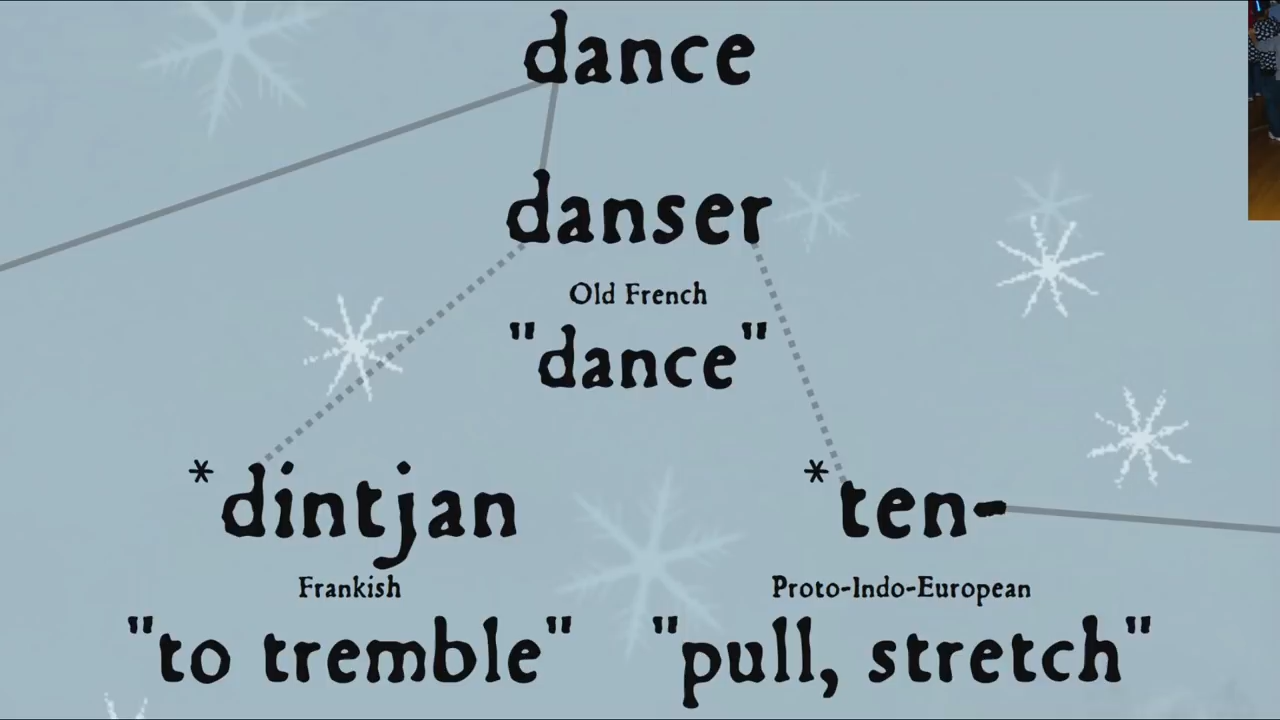 dance
danser
Old French
"dance"
*dintjan
Frankish
"to tremble"
*ten-
Proto-Indo-European
"pull, stretch"